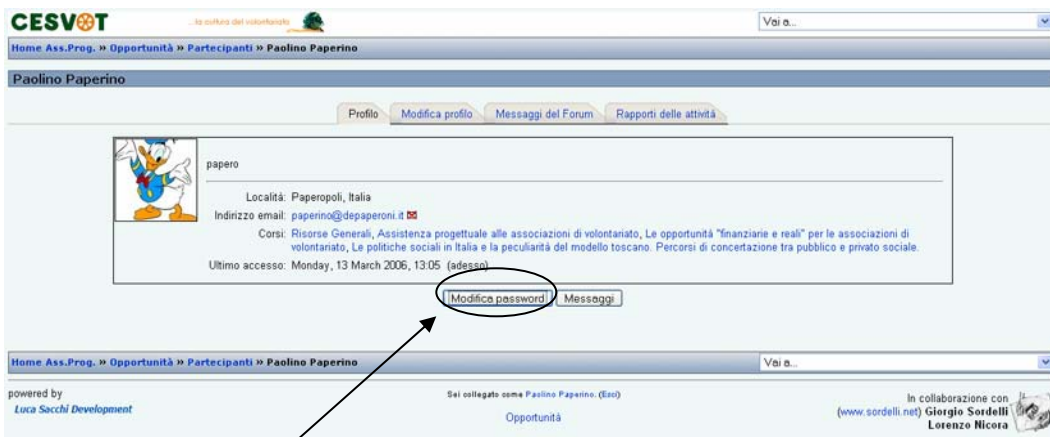 CESVOT
...la cultura del volontariato
Vai a...
Home Ass.Prog. » Opportunità » Partecipanti » Paolino Paperino
Paolino Paperino
Profilo Modifica profilo Messaggi del Forum Rapporti delle attività
papero
Località: Paperopoli, Italia
Indirizzo email: paperino@depaperoni.it
Corsi: Risorse Generali, Assistenza progettuale alle associazioni di volontariato, Le opportunità "finanziarie e reali" per le associazioni di
volontariato, Le politiche sociali in Italia e la peculiarità del modello toscano. Percorsi di concertazione tra pubblico e privato sociale.
Ultimo accesso: Monday, 13 March 2006, 13:05 (adesso)
Modifica password Messaggi
Home Ass.Prog. » Opportunità » Partecipanti » Paolino Paperino
Vai a...
powered by
Luca Sacchi Development
Sei collegato come Paolino Paperino. (Esci)
Opportunità
In collaborazione con
(www.sordelli.net) Giorgio Sordelli
Lorenzo Nicora